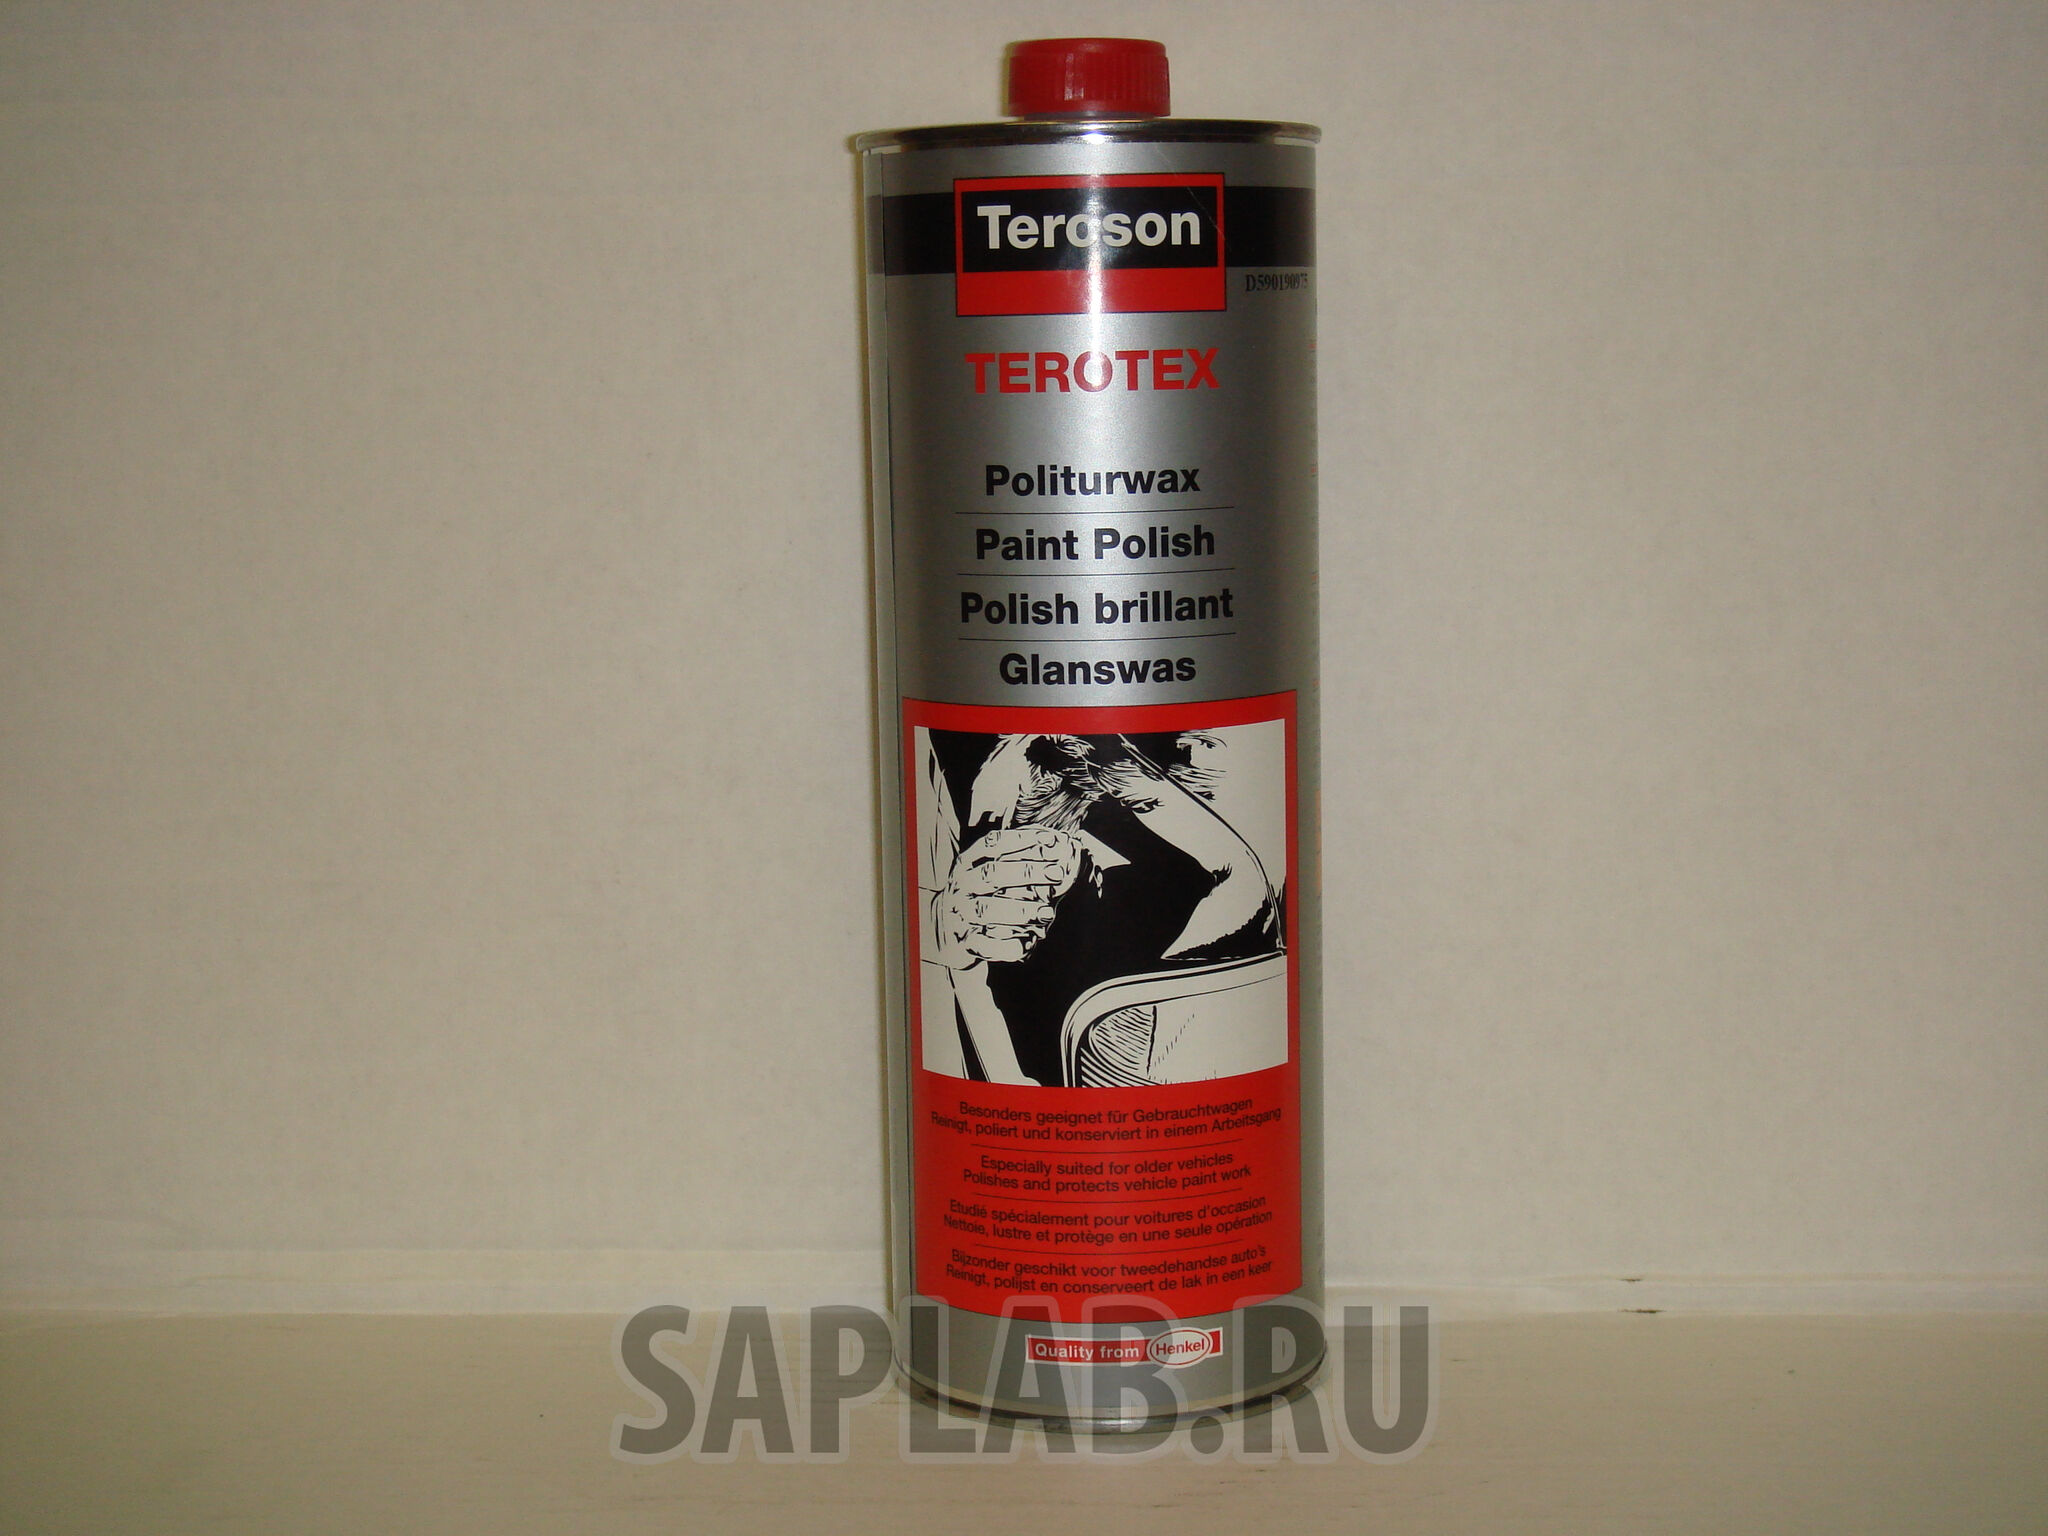 Teroson
D590190975
TEROTEX
Politurwax
Paint Polish
Polish brillant
Glanswas
Besonders geeignet für Gebrauchtwagen
Reinigt, poliert und konserviert in einem Arbeitsgang
Especially suited for older vehicles
Polishes and protects vehicle paint work
Etudié spécialement pour voitures d'occasion
Nettoie, lustre et protège en une seule opération
Bijzonder geschikt voor tweedehandse auto's
Reinigt, polijst en conserveert de lak in een keer
Quality from Henkel
SAPLAB.RU